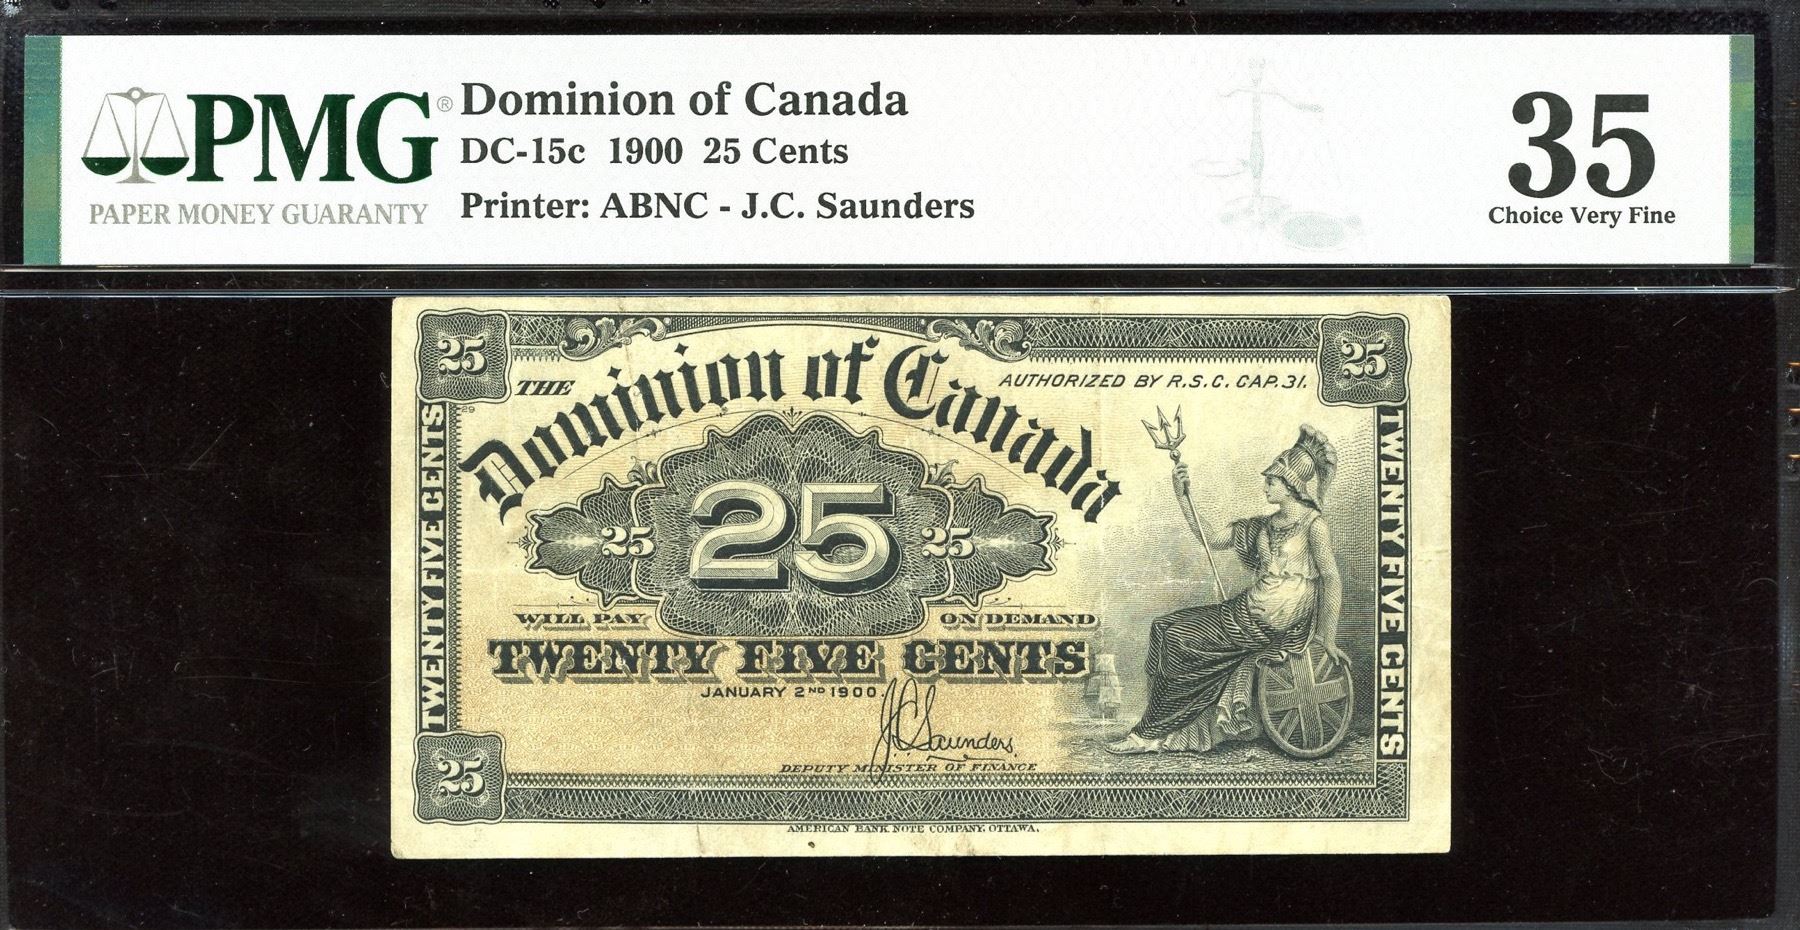 PMG®
PAPER MONEY GUARANTY
Dominion of Canada
DC-15c 1900 25 Cents
Printer: ABNC - J.C. Saunders
35
Choice Very Fine
25
25
THE
Dominion of Canada
AUTHORIZED BY R.S.C. CAP. 31.
29
TWENTY FIVE CENTS
TWENTY FIVE CENTS
25
25
25
WILL PAY
ON DEMAND
TWENTY FIVE CENTS
JANUARY 2ND 1900.
J.C. Saunders.
DEPUTY MINISTER OF FINANCE
25
AMERICAN BANK NOTE COMPANY, OTTAWA.